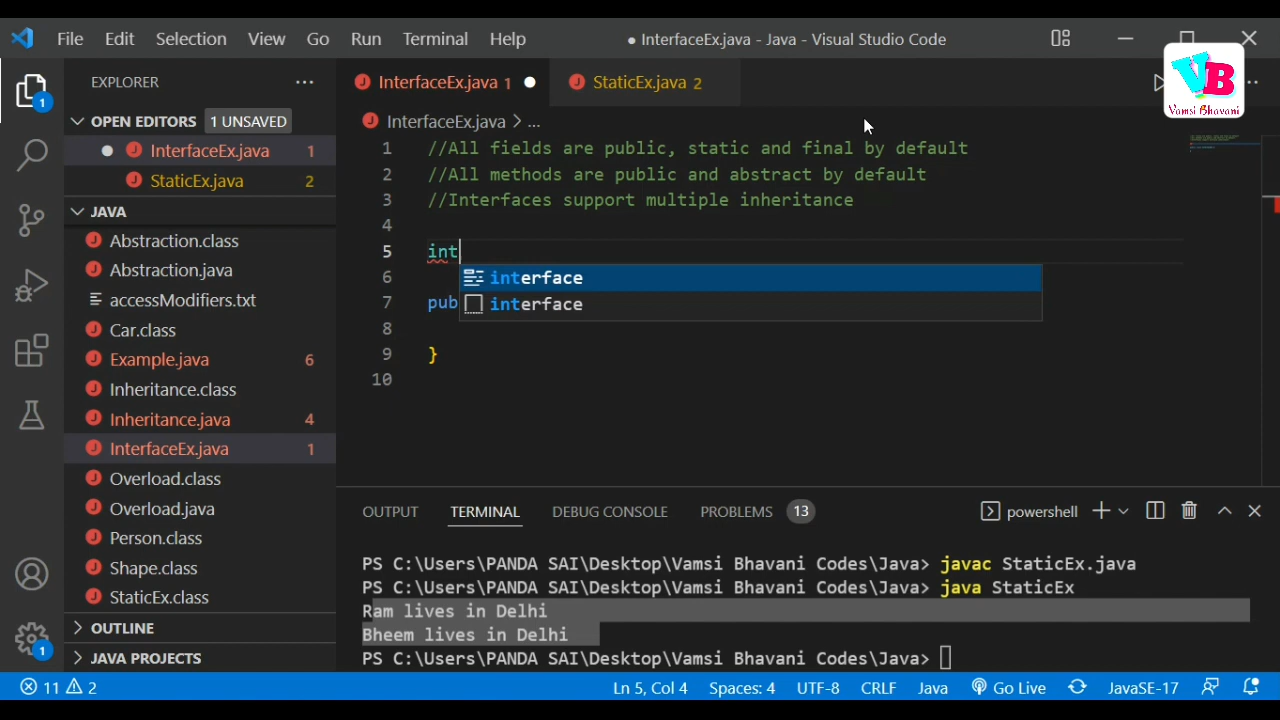 File Edit Selection View Go Run Terminal Help
● InterfaceEx.java - Java - Visual Studio Code
VB
Vamsi Bhavani
EXPLORER
OPEN EDITORS 1 UNSAVED
InterfaceEx.java 1
StaticEx.java 2
JAVA
Abstraction.class
Abstraction.java
accessModifiers.txt
Car.class
Example.java 6
Inheritance.class
Inheritance.java 4
InterfaceEx.java 1
Overload.class
Overload.java
Person.class
Shape.class
StaticEx.class
OUTLINE
JAVA PROJECTS
InterfaceEx.java 1 ● StaticEx.java 2
InterfaceEx.java > ...
1 //All fields are public, static and final by default
2 //All methods are public and abstract by default
3 //Interfaces support multiple inheritance
4
5 int
6 interface
7 pub interface
8
9 }
10
OUTPUT TERMINAL DEBUG CONSOLE PROBLEMS 13 powershell
PS C:\Users\PANDA SAI\Desktop\Vamsi Bhavani Codes\Java> javac StaticEx.java
PS C:\Users\PANDA SAI\Desktop\Vamsi Bhavani Codes\Java> java StaticEx
Ram lives in Delhi
Bheem lives in Delhi
PS C:\Users\PANDA SAI\Desktop\Vamsi Bhavani Codes\Java>
11 2 Ln 5, Col 4 Spaces: 4 UTF-8 CRLF Java Go Live JavaSE-17